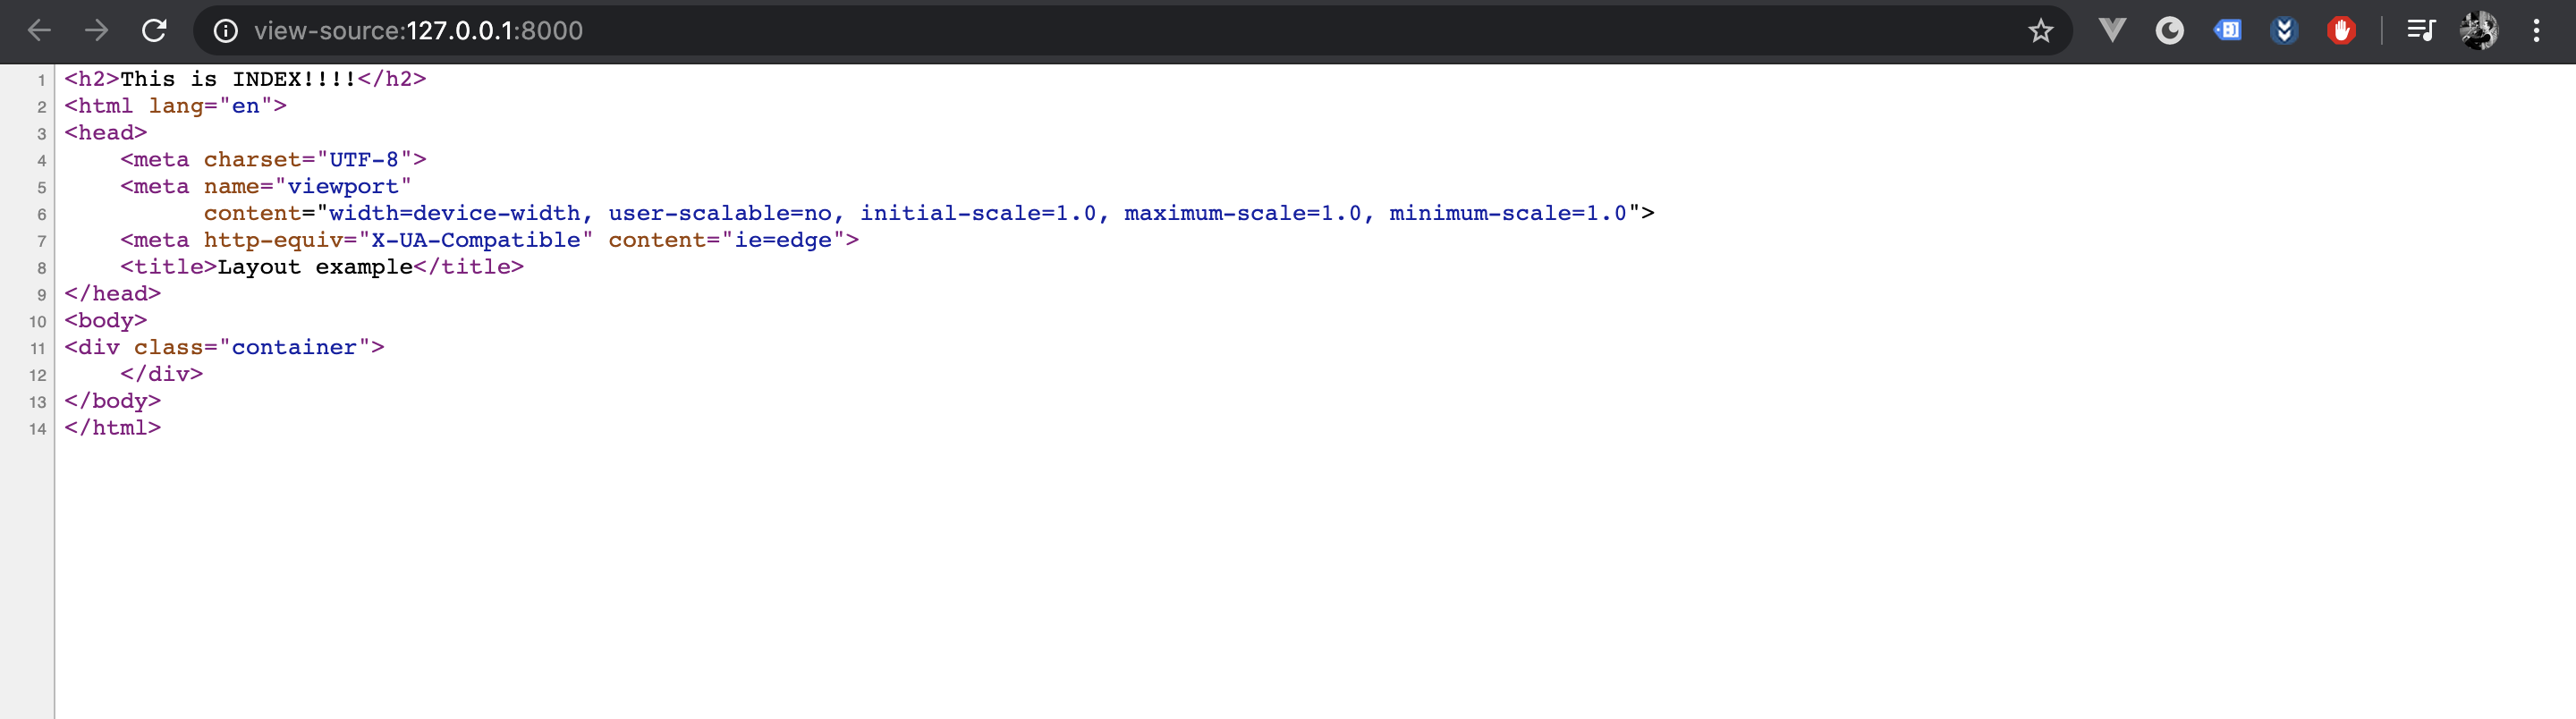 view-source:127.0.0.1:8000
1 <h2>This is INDEX!!!!</h2>
2 <html lang="en">
3 <head>
4     <meta charset="UTF-8">
5     <meta name="viewport"
6           content="width=device-width, user-scalable=no, initial-scale=1.0, maximum-scale=1.0, minimum-scale=1.0">
7     <meta http-equiv="X-UA-Compatible" content="ie=edge">
8     <title>Layout example</title>
9 </head>
10 <body>
11 <div class="container">
12     </div>
13 </body>
14 </html>